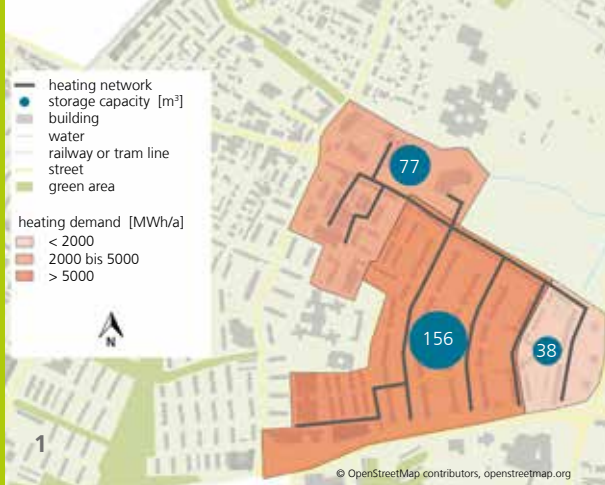 heating network
storage capacity [m³]
building
water
railway or tram line
street
green area
heating demand [MWh/a]
< 2000
2000 bis 5000
> 5000
N
77
156
38
1
© OpenStreetMap contributors, openstreetmap.org